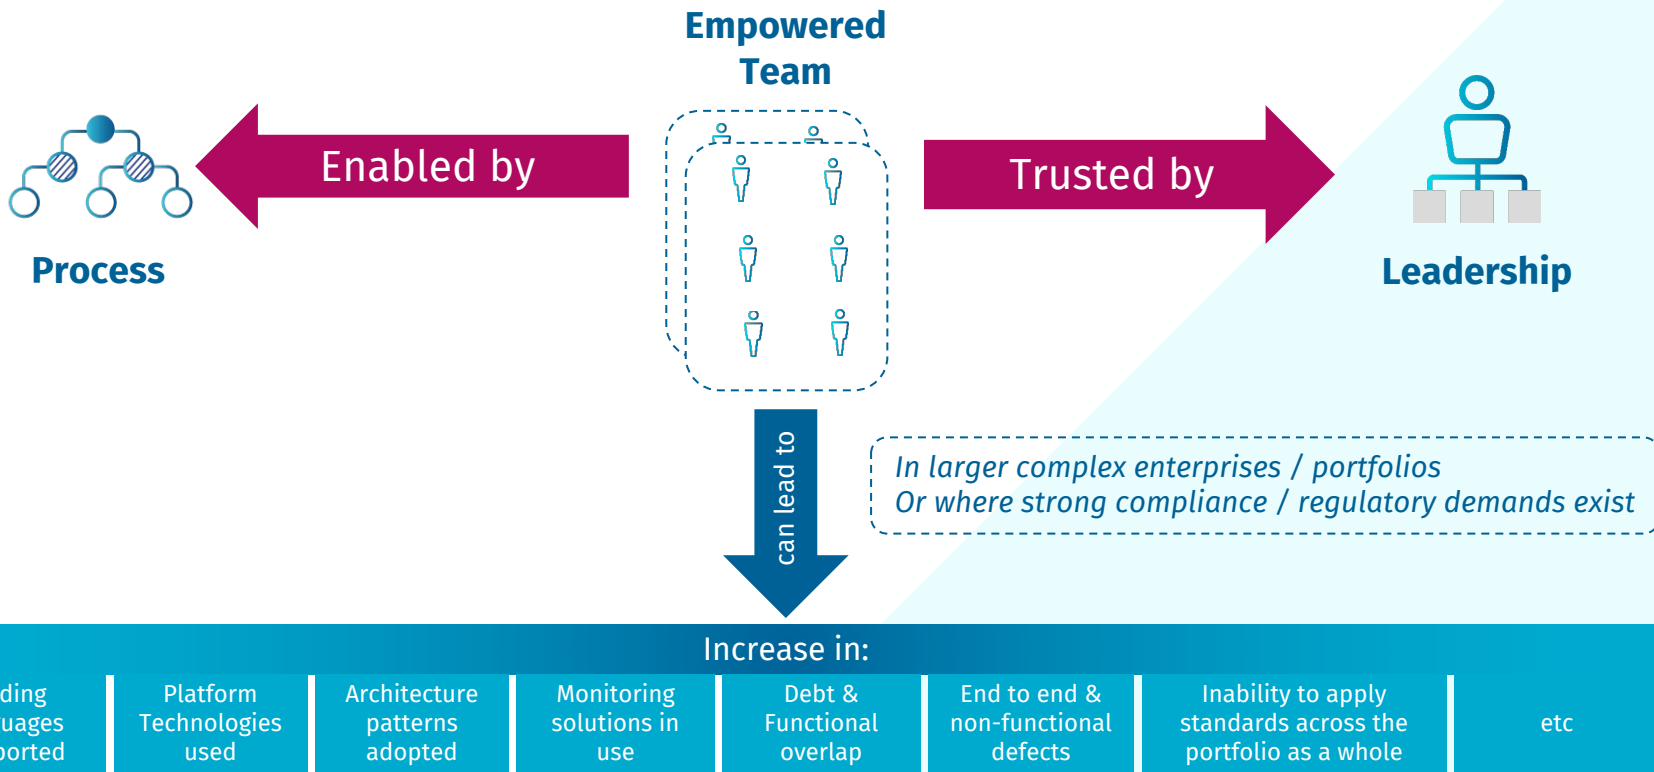 Empowered
Team
Enabled by
Trusted by
Process
Leadership
can lead to
In larger complex enterprises / portfolios
Or where strong compliance / regulatory demands exist
Increase in:
Platform
Technologies
used
Architecture
patterns
adopted
Monitoring
solutions in
use
Debt &
Functional
overlap
End to end &
non-functional
defects
Inability to apply
standards across the
portfolio as a whole
etc